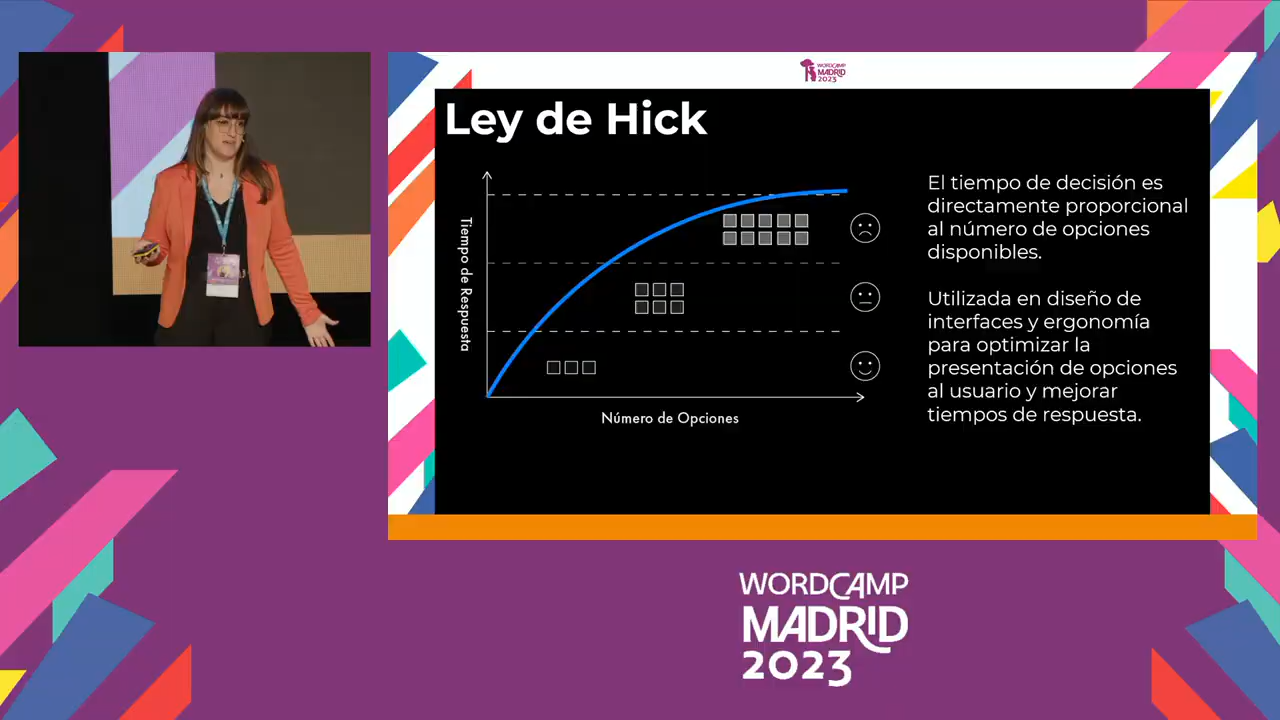 WORDCAMP
MADRID
2023
Ley de Hick
Tiempo de Respuesta
Número de Opciones
El tiempo de decisión es
directamente proporcional
al número de opciones
disponibles.
Utilizada en diseño de
interfaces y ergonomía
para optimizar la
presentación de opciones
al usuario y mejorar
tiempos de respuesta.
WORDCAMP
MADRID
2023